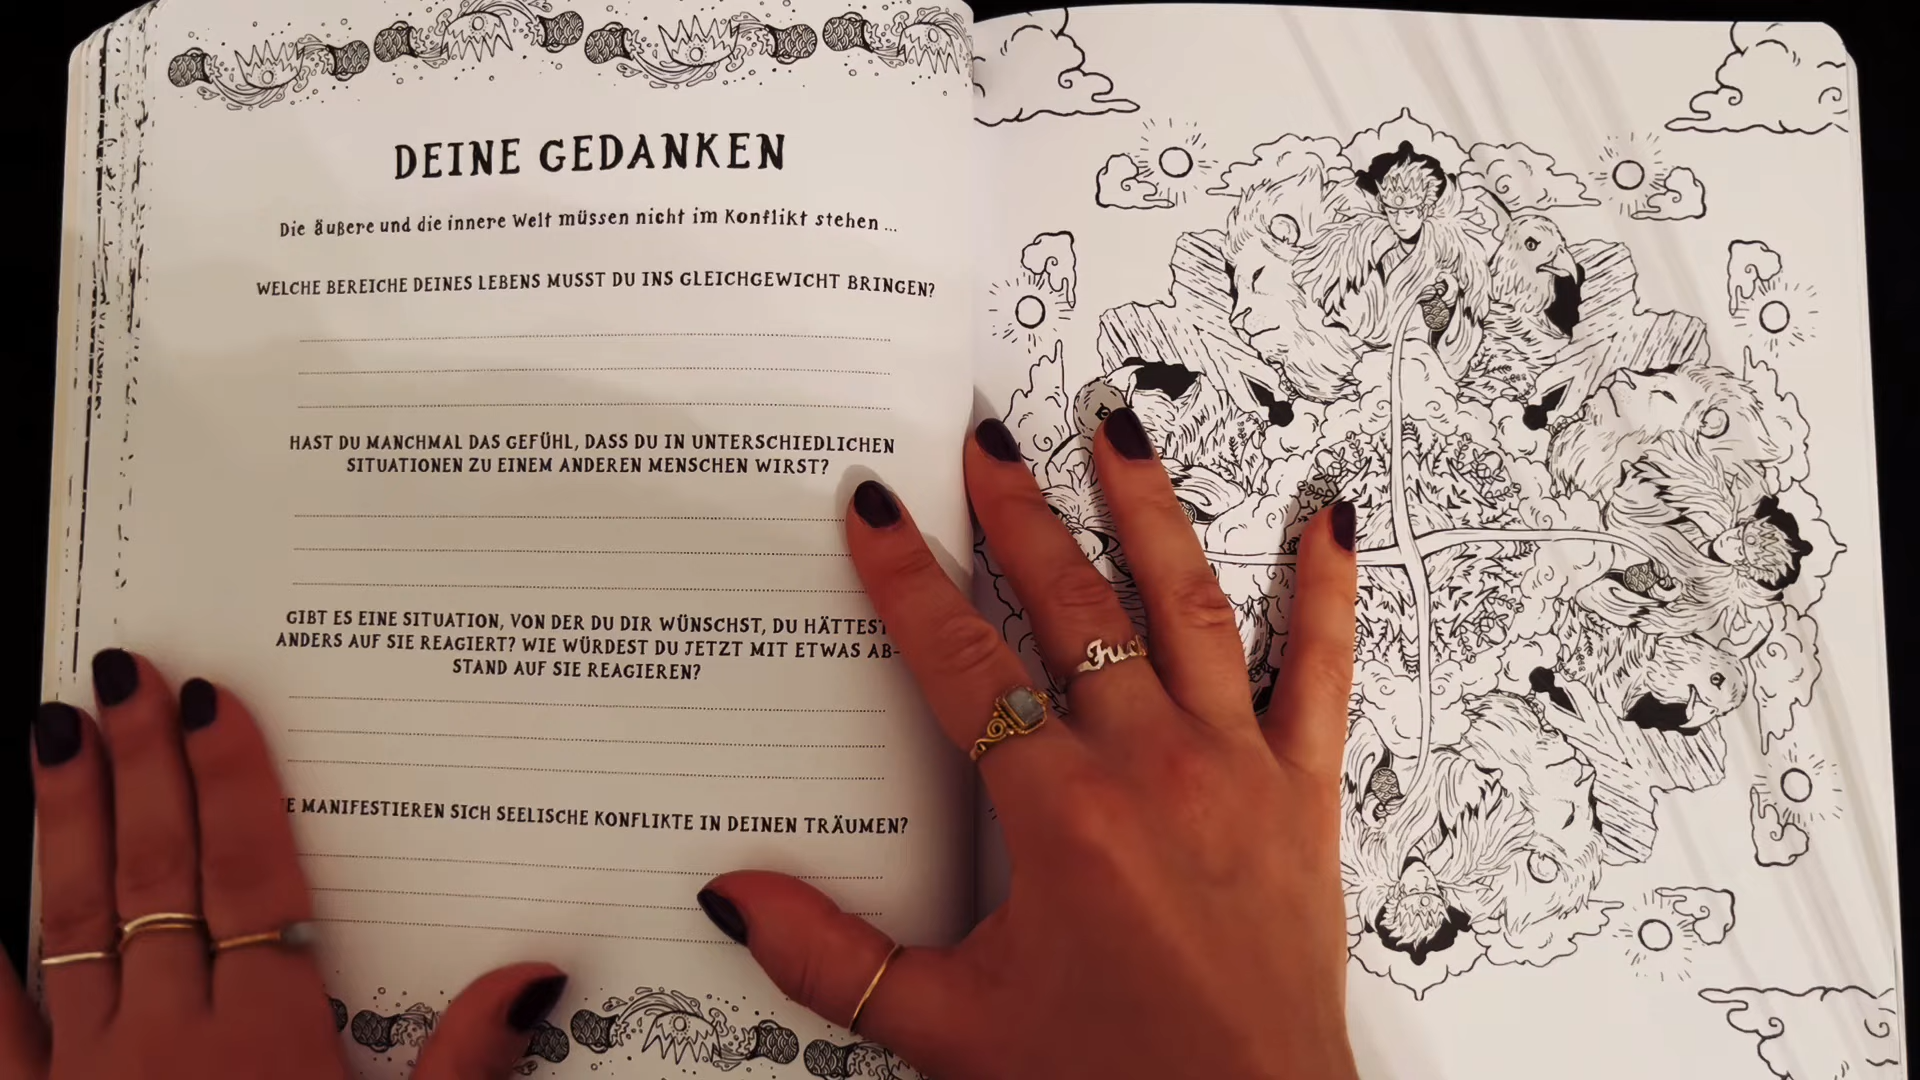 DEINE GEDANKEN
Die äußere und die innere Welt müssen nicht im Konflikt stehen ...
WELCHE BEREICHE DEINES LEBENS MUSST DU INS GLEICHGEWICHT BRINGEN?
HAST DU MANCHMAL DAS GEFÜHL, DASS DU IN UNTERSCHIEDLICHEN
SITUATIONEN ZU EINEM ANDEREN MENSCHEN WIRST?
GIBT ES EINE SITUATION, VON DER DU DIR WÜNSCHST, DU HÄTTEST
ANDERS AUF SIE REAGIERT? WIE WÜRDEST DU JETZT MIT ETWAS AB-
STAND AUF SIE REAGIEREN?
MANIFESTIEREN SICH SEELISCHE KONFLIKTE IN DEINEN TRÄUMEN?